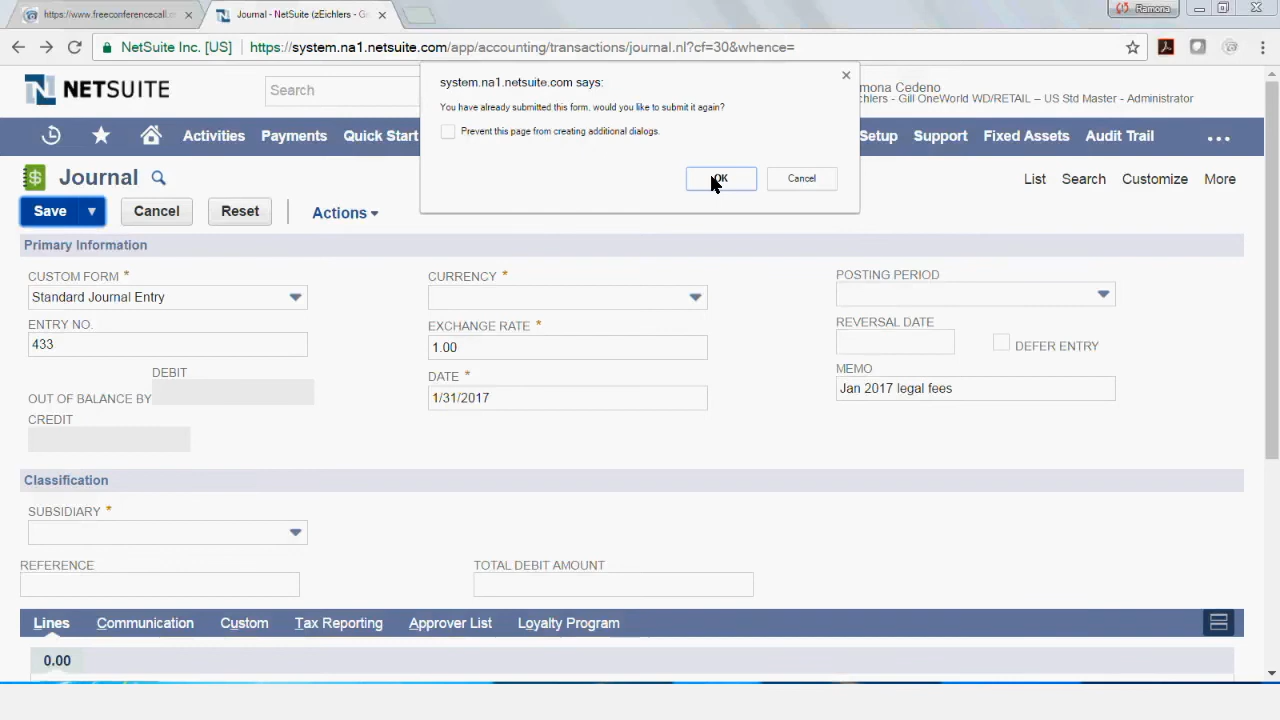 https://www.freeconferencecall.c
Journal - NetSuite (zEichlers - G
Ramona
NetSuite Inc. [US]
https://system.na1.netsuite.com/app/accounting/transactions/journal.nl?cf=30&whence=
NETSUITE
Search
mona Cedeno
chlers - Gill OneWorld WD/RETAIL – US Std Master - Administrator
system.na1.netsuite.com says:
You have already submitted this form, would you like to submit it again?
Prevent this page from creating additional dialogs.
OK
Cancel
Activities Payments Quick Start Setup Support Fixed Assets Audit Trail
Journal
List Search Customize More
Save Cancel Reset Actions
Primary Information
CUSTOM FORM *
Standard Journal Entry
ENTRY NO.
433
DEBIT
OUT OF BALANCE BY
CREDIT
CURRENCY *
EXCHANGE RATE *
1.00
DATE *
1/31/2017
POSTING PERIOD
REVERSAL DATE
DEFER ENTRY
MEMO
Jan 2017 legal fees
Classification
SUBSIDIARY *
REFERENCE
TOTAL DEBIT AMOUNT
Lines Communication Custom Tax Reporting Approver List Loyalty Program
0.00